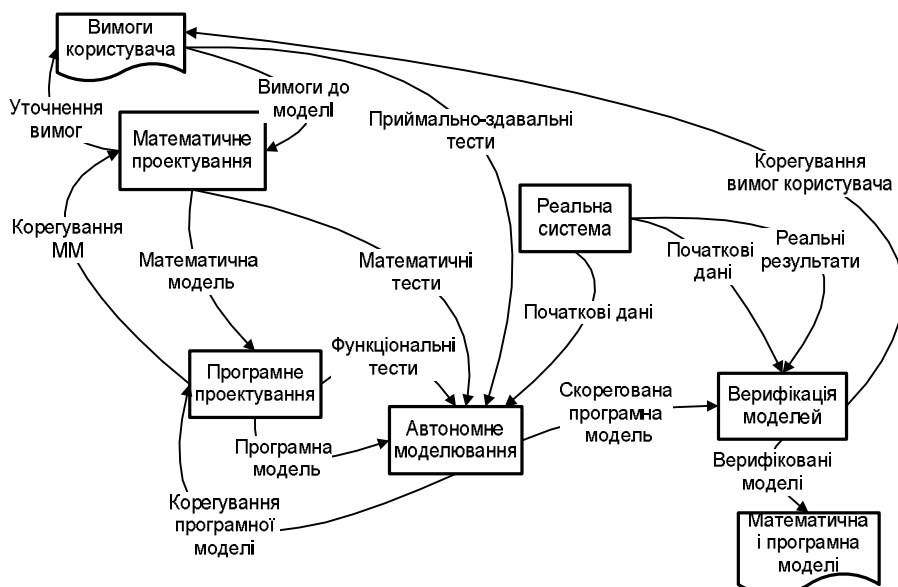 Вимоги
користувача
Вимоги до
моделі
Уточнення
вимог
Приймально-здавальні
тести
Математичне
проектування
Корегування
вимог користувача
Реальна
система
Корегування
ММ
Математична
модель
Математичні
тести
Початкові
дані
Реальні
результати
Початкові дані
Функціональні
тести
Програмне
проектування
Скорегована
програмна
модель
Верифікація
моделей
Автономне
моделювання
Програмна
модель
Верифіковані
моделі
Корегування
програмної
моделі
Математична
і програмна
моделі